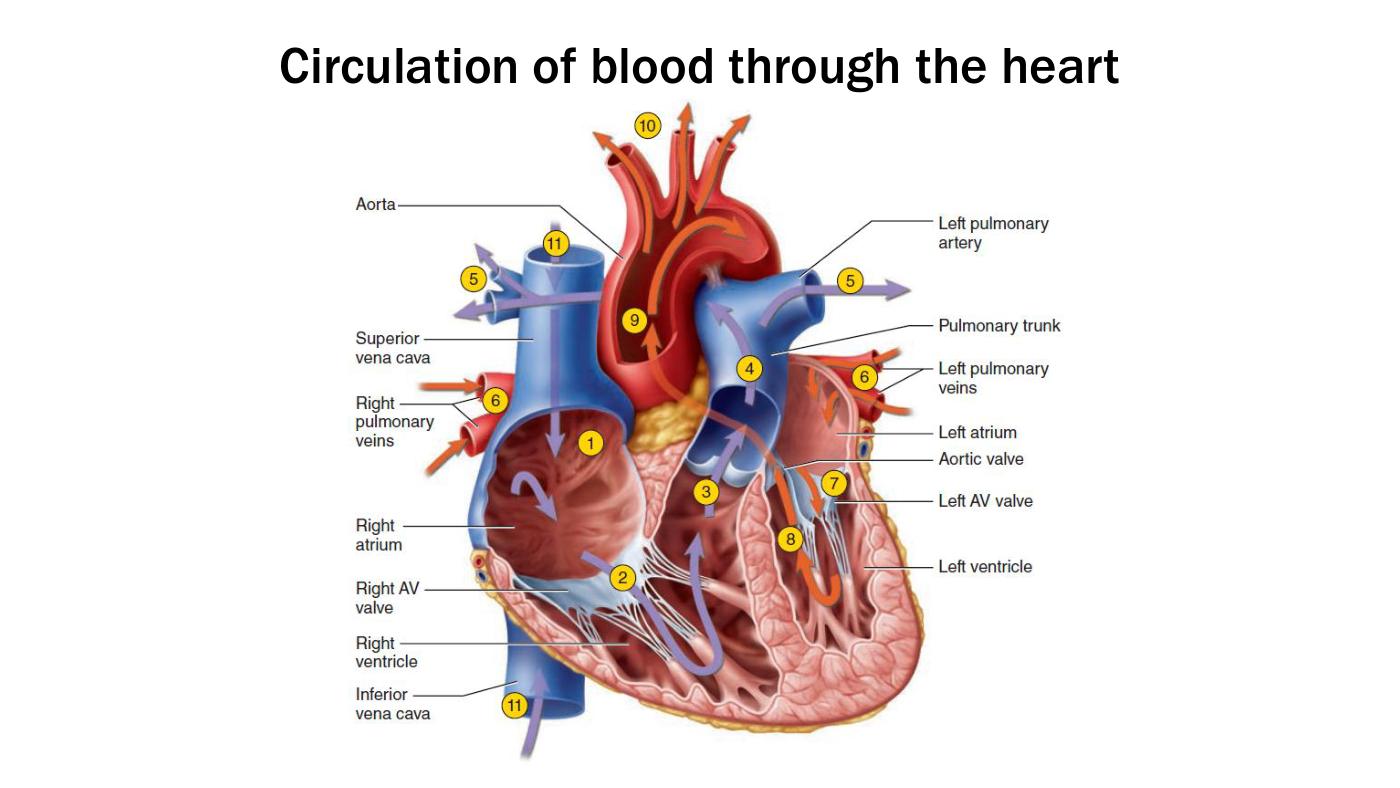 Circulation of blood through the heart
10
Aorta
Left pulmonary
artery
11
5
5
9
Superior
vena cava
Pulmonary trunk
4
Left pulmonary
veins
6
6
Right
pulmonary
veins
1
Left atrium
Aortic valve
7
3
Left AV valve
Right
atrium
8
Left ventricle
2
Right AV
valve
Right
ventricle
Inferior
vena cava
11